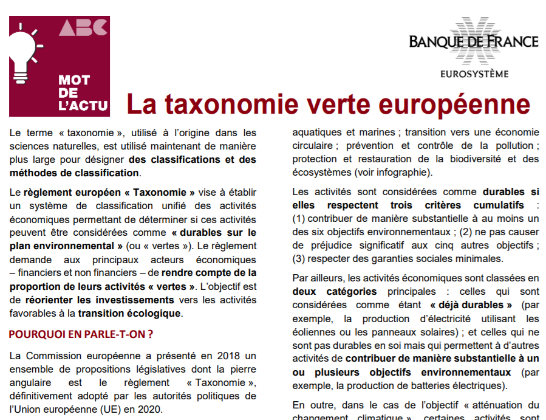 ABC
MOT
DE
L'ACTU
BANQUE DE FRANCE
EUROSYSTÈME
La taxonomie verte européenne
Le terme « taxonomie », utilisé à l'origine dans les
sciences naturelles, est utilisé maintenant de manière
plus large pour désigner des classifications et des
méthodes de classification.
Le règlement européen « Taxonomie » vise à établir
un système de classification unifié des activités
économiques permettant de déterminer si ces activités
peuvent être considérées comme « durables sur le
plan environnemental » (ou « vertes »). Le règlement
demande aux principaux acteurs économiques
– financiers et non financiers – de rendre compte de la
proportion de leurs activités « vertes ». L'objectif est
de réorienter les investissements vers les activités
favorables à la transition écologique.
POURQUOI EN PARLE-T-ON ?
La Commission européenne a présenté en 2018 un
ensemble de propositions législatives dont la pierre
angulaire est le règlement « Taxonomie »,
définitivement adopté par les autorités politiques de
l'Union européenne (UE) en 2020.
aquatiques et marines ; transition vers une économie
circulaire ; prévention et contrôle de la pollution ;
protection et restauration de la biodiversité et des
écosystèmes (voir infographie).
Les activités sont considérées comme durables si
elles respectent trois critères cumulatifs :
(1) contribuer de manière substantielle à au moins un
des six objectifs environnementaux ; (2) ne pas causer
de préjudice significatif aux cinq autres objectifs ;
(3) respecter des garanties sociales minimales.
Par ailleurs, les activités économiques sont classées en
deux catégories principales : celles qui sont
considérées comme étant « déjà durables » (par
exemple, la production d'électricité utilisant les
éoliennes ou les panneaux solaires) ; et celles qui ne
sont pas durables en soi mais qui permettent à d'autres
activités de contribuer de manière substantielle à un
ou plusieurs objectifs environnementaux (par
exemple, la production de batteries électriques).
En outre, dans le cas de l'objectif « atténuation du
changement climatique », certaines activités sont